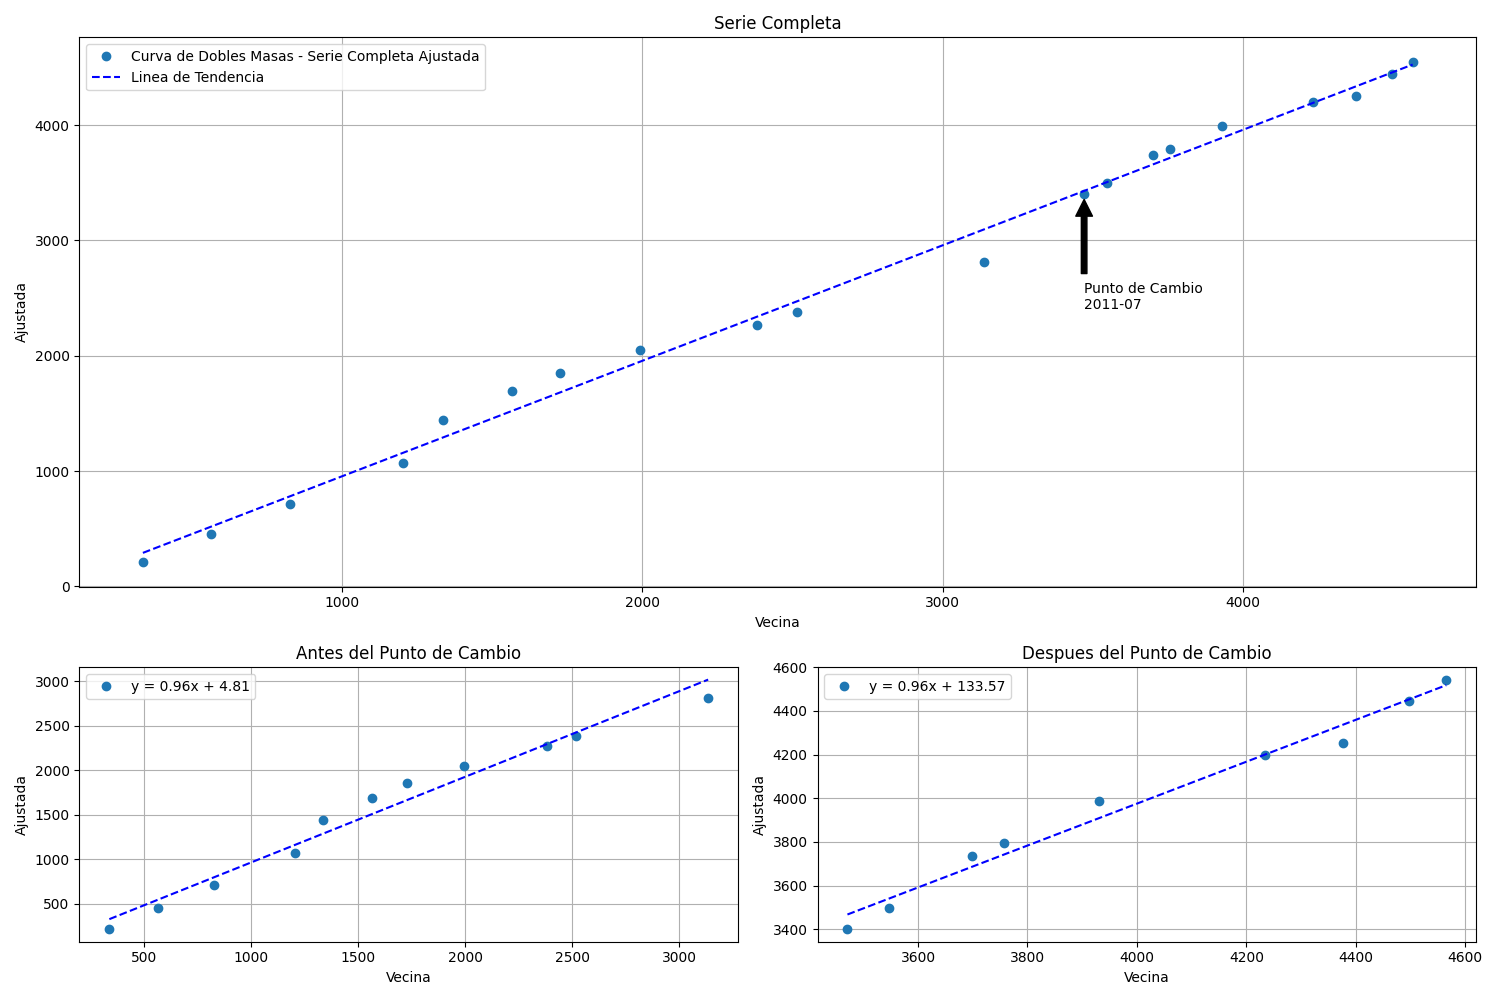 Serie Completa
Curva de Dobles Masas - Serie Completa Ajustada
Linea de Tendencia
4000
3000
2000
1000
0
Ajustada
Punto de Cambio
2011-07
1000
2000
3000
4000
Vecina
Antes del Punto de Cambio
y = 0.96x + 4.81
3000
2500
2000
1500
1000
500
Ajustada
500
1000
1500
2000
2500
3000
Vecina
Despues del Punto de Cambio
y = 0.96x + 133.57
4600
4400
4200
4000
3800
3600
3400
Ajustada
3600
3800
4000
4200
4400
4600
Vecina